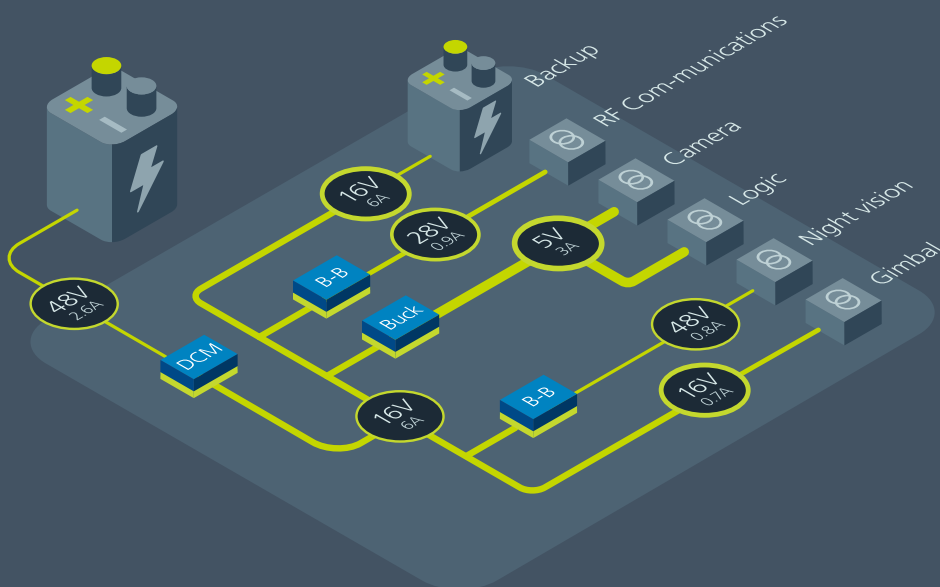 Backup
RF Com-munications
Camera
Logic
Night vision
Gimbal
16V
6A
28V
0.9A
5V
3A
48V
2.6A
B-B
Buck
DCM
48V
0.8A
16V
0.7A
B-B
16V
6A